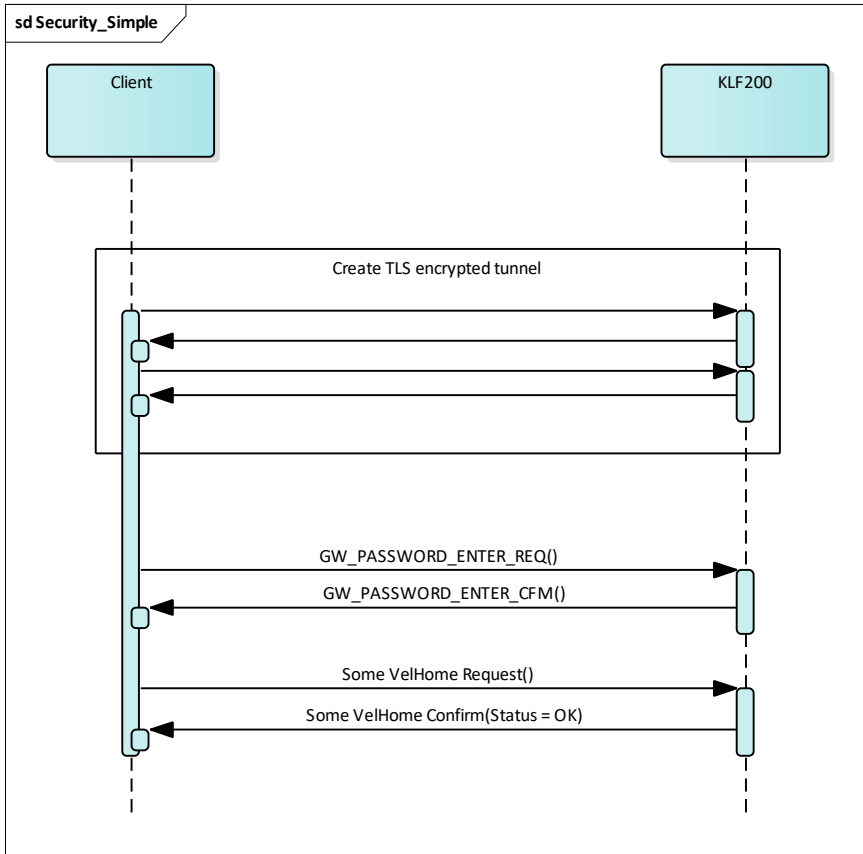 sd Security_Simple
Client
KLF200
Create TLS encrypted tunnel
GW_PASSWORD_ENTER_REQ()
GW_PASSWORD_ENTER_CFM()
Some VelHome Request()
Some VelHome Confirm(Status = OK)